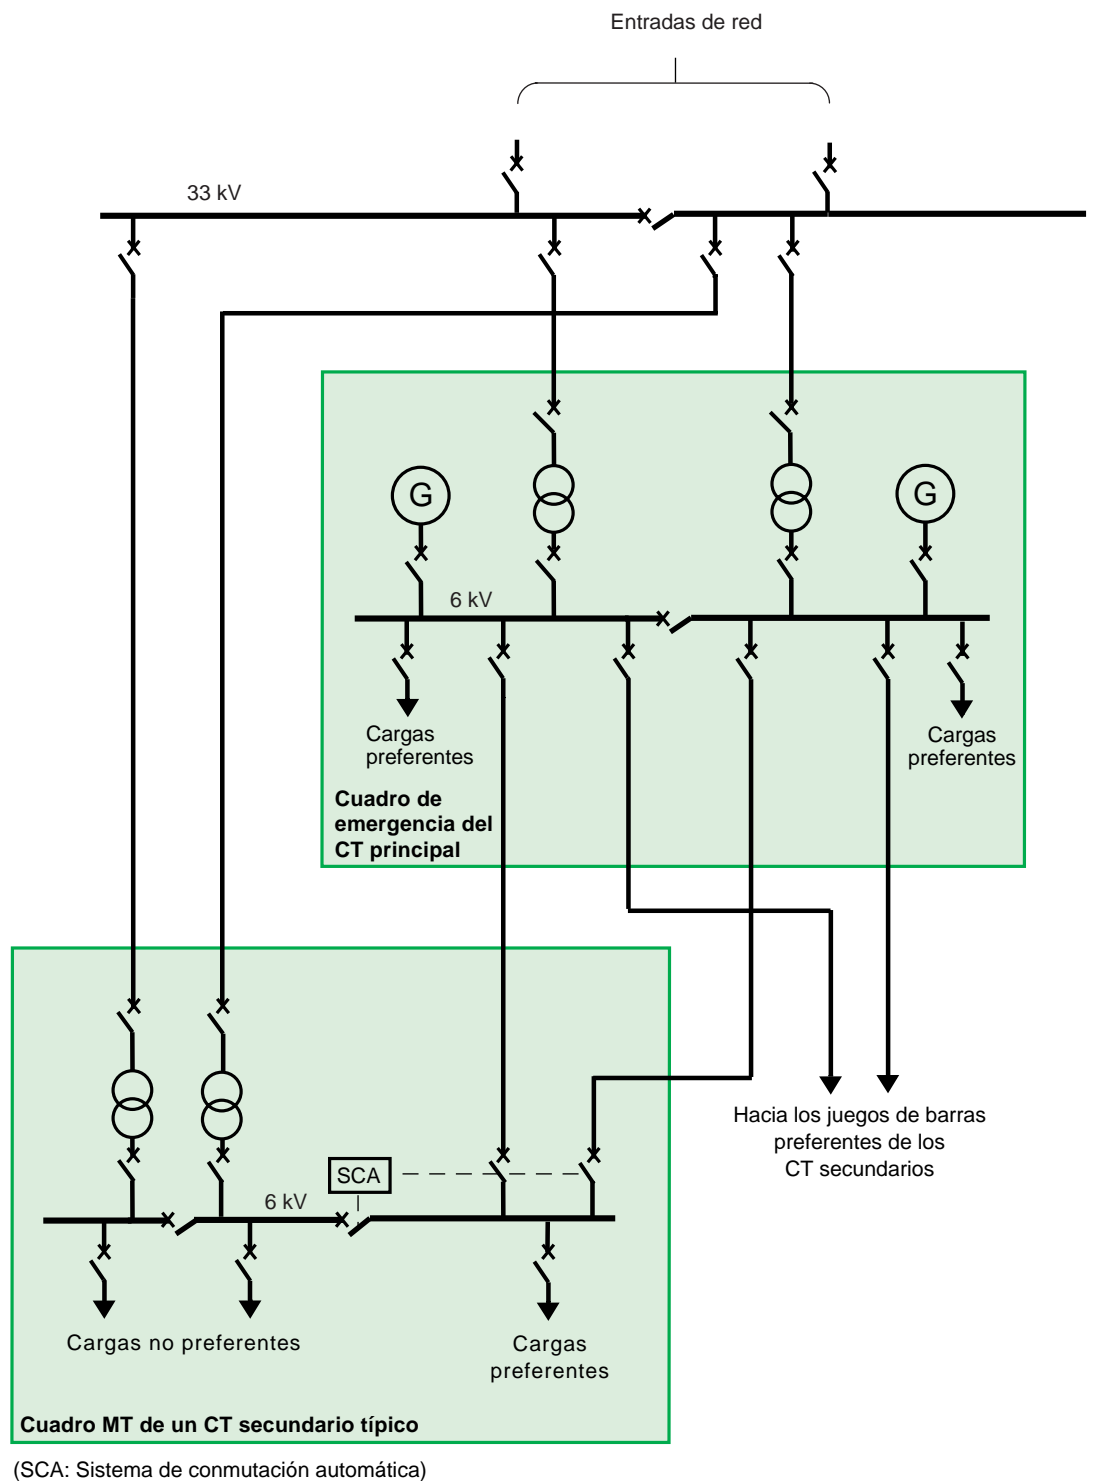 Entradas de red
33 kV
G
G
6 kV
Cargas
preferentes
Cargas
preferentes
Cuadro de
emergencia del
CT principal
Hacia los juegos de barras
preferentes de los
CT secundarios
SCA
6 kV
Cargas no preferentes
Cargas
preferentes
Cuadro MT de un CT secundario típico
(SCA: Sistema de conmutación automática)